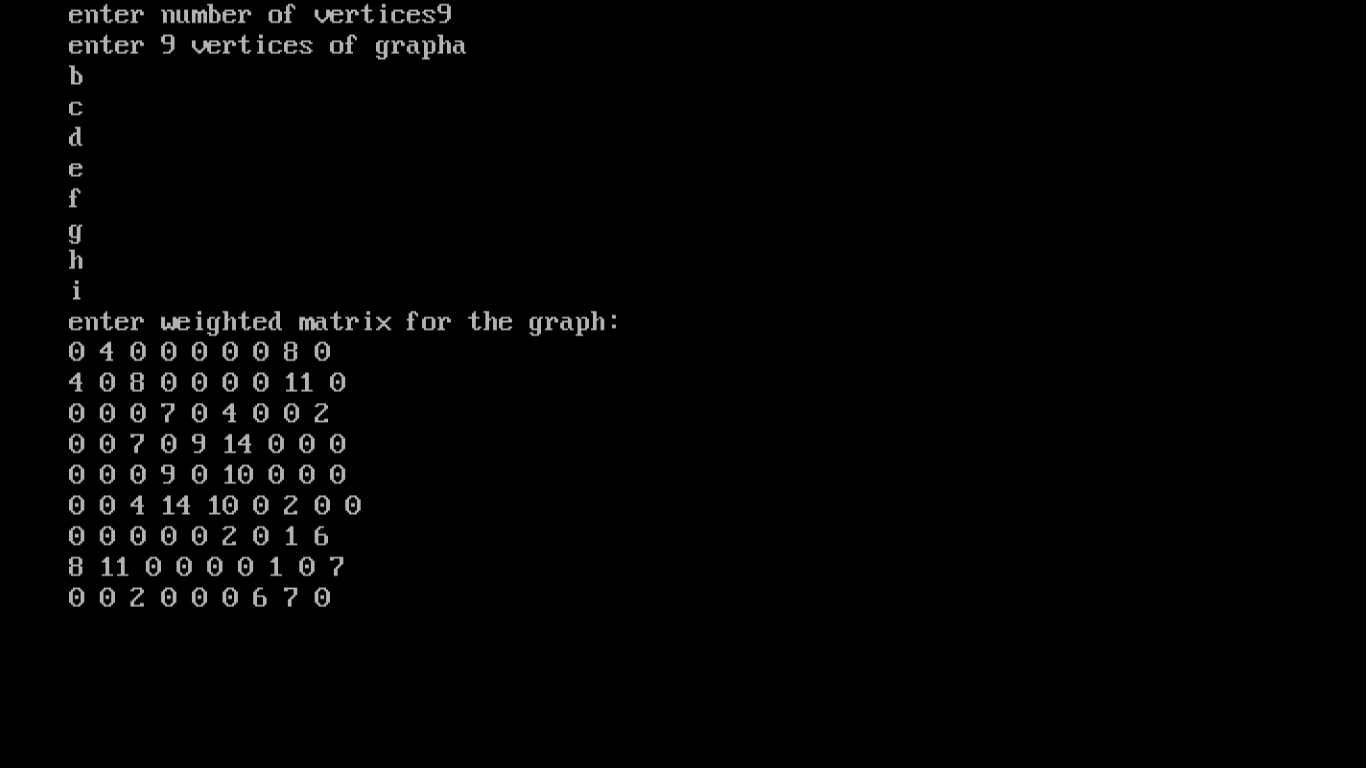 enter number of vertices9
enter 9 vertices of grapha
b
c
d
e
f
g
h
i
enter weighted matrix for the graph:
0 4 0 0 0 0 0 8 0
4 0 8 0 0 0 0 11 0
0 0 0 7 0 4 0 0 2
0 0 7 0 9 14 0 0 0
0 0 0 9 0 10 0 0 0
0 0 4 14 10 0 2 0 0
0 0 0 0 0 2 0 1 6
8 11 0 0 0 0 1 0 7
0 0 2 0 0 0 6 7 0